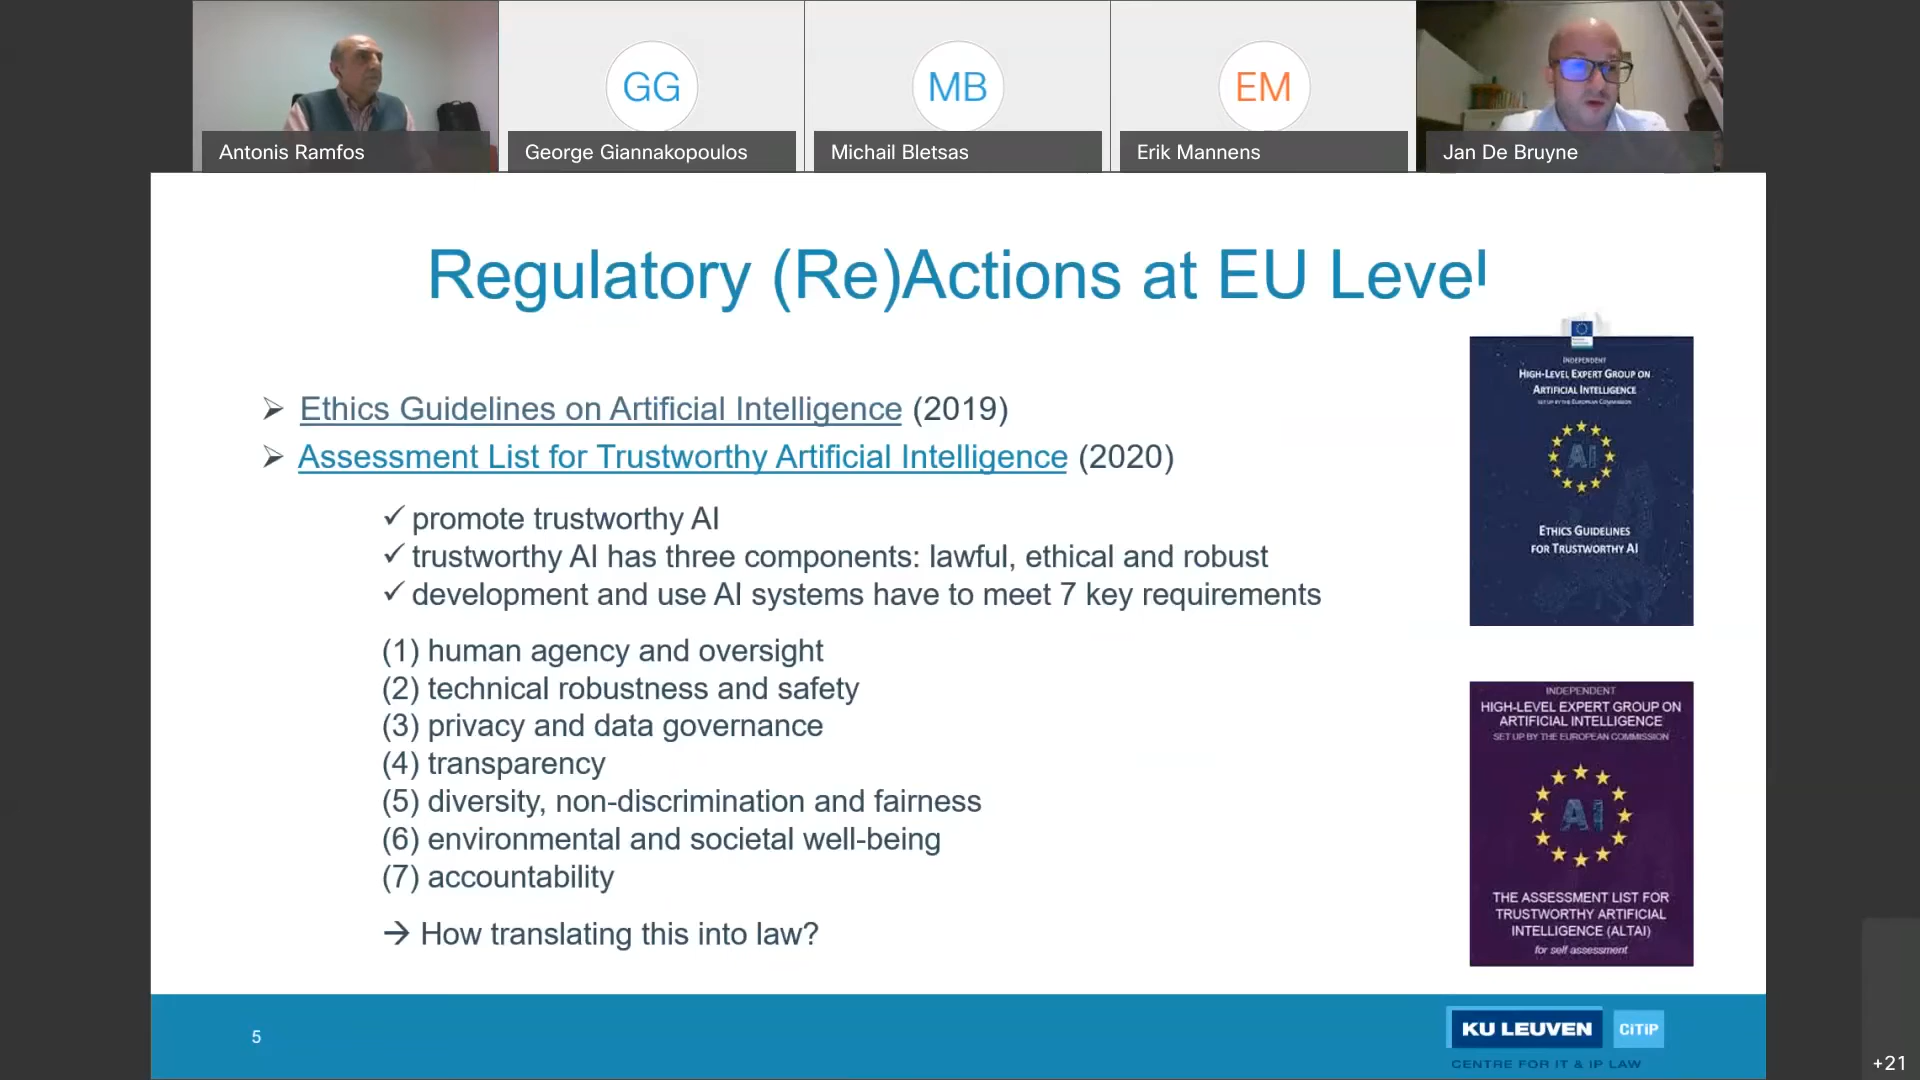 GG
MB
EM
Antonis Ramfos
George Giannakopoulos
Michail Bletsas
Erik Mannens
Jan De Bruyne
Regulatory (Re)Actions at EU Level
➢ Ethics Guidelines on Artificial Intelligence (2019)
➢ Assessment List for Trustworthy Artificial Intelligence (2020)
✓ promote trustworthy AI
✓ trustworthy AI has three components: lawful, ethical and robust
✓ development and use AI systems have to meet 7 key requirements
(1) human agency and oversight
(2) technical robustness and safety
(3) privacy and data governance
(4) transparency
(5) diversity, non-discrimination and fairness
(6) environmental and societal well-being
(7) accountability
→ How translating this into law?
INDEPENDENT
HIGH-LEVEL EXPERT GROUP ON
ARTIFICIAL INTELLIGENCE
SET UP BY THE EUROPEAN COMMISSION
AI
ETHICS GUIDELINES
FOR TRUSTWORTHY AI
INDEPENDENT
HIGH-LEVEL EXPERT GROUP ON
ARTIFICIAL INTELLIGENCE
SET UP BY THE EUROPEAN COMMISSION
AI
THE ASSESSMENT LIST FOR
TRUSTWORTHY ARTIFICIAL
INTELLIGENCE (ALTAI)
for self assessment
5
KU LEUVEN
CiTiP
CENTRE FOR IT & IP LAW
+21